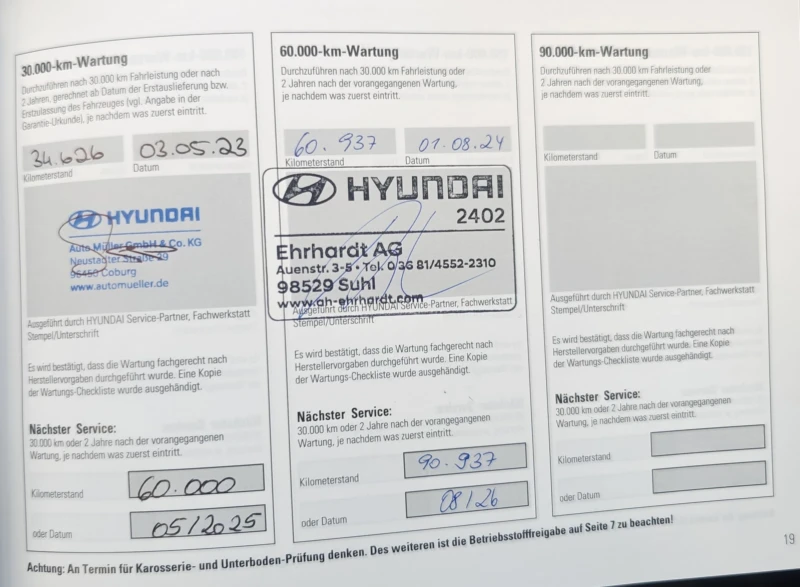 30.000-km-Wartung
Durchzuführen nach 30.000 km Fahrleistung oder nach
2 Jahren, gerechnet ab Datum der Erstauslieferung bzw.
Erstzulassung des Fahrzeuges (vgl. Angabe in der
Garantie-Urkunde), je nachdem was zuerst eintritt.
34.626 03.05.23
Kilometerstand Datum
HYUNDAI
Auto Müller GmbH & Co. KG
Neustadter Straße 29
96450 Coburg
www.automueller.de
Ausgeführt durch HYUNDAI Service-Partner, Fachwerkstatt
Stempel/Unterschrift
Es wird bestätigt, dass die Wartung fachgerecht nach
Herstellervorgaben durchgeführt wurde. Eine Kopie
der Wartungs-Checkliste wurde ausgehändigt.
Nächster Service:
30.000 km oder 2 Jahre nach der vorangegangenen
Wartung, je nachdem was zuerst eintritt.
Kilometerstand 60.000
oder Datum 05/2025
60.000-km-Wartung
Durchzuführen nach 30.000 km Fahrleistung oder
2 Jahren nach der vorangegangenen Wartung,
je nachdem was zuerst eintritt.
60.937 01.08.24
Kilometerstand Datum
HYUNDAI
2402
Ehrhardt AG
Auenstr. 3-5 • Tel. 0 36 81/4552-2310
98529 Suhl
www.ah-ehrhardt.com
Ausgeführt durch HYUNDAI Service-Partner, Fachwerkstatt
Stempel/Unterschrift
Es wird bestätigt, dass die Wartung fachgerecht nach
Herstellervorgaben durchgeführt wurde. Eine Kopie
der Wartungs-Checkliste wurde ausgehändigt.
Nächster Service:
30.000 km oder 2 Jahre nach der vorangegangenen
Wartung, je nachdem was zuerst eintritt.
Kilometerstand 90.937
oder Datum 08/26
90.000-km-Wartung
Durchzuführen nach 30.000 km Fahrleistung oder
2 Jahren nach der vorangegangenen Wartung,
je nachdem was zuerst eintritt.
Kilometerstand Datum
Ausgeführt durch HYUNDAI Service-Partner, Fachwerkstatt
Stempel/Unterschrift
Es wird bestätigt, dass die Wartung fachgerecht nach
Herstellervorgaben durchgeführt wurde. Eine Kopie
der Wartungs-Checkliste wurde ausgehändigt.
Nächster Service:
30.000 km oder 2 Jahre nach der vorangegangenen
Wartung, je nachdem was zuerst eintritt.
Kilometerstand
oder Datum
Achtung: An Termin für Karosserie- und Unterboden-Prüfung denken. Des weiteren ist die Betriebsstofffreigabe auf Seite 7 zu beachten!
19